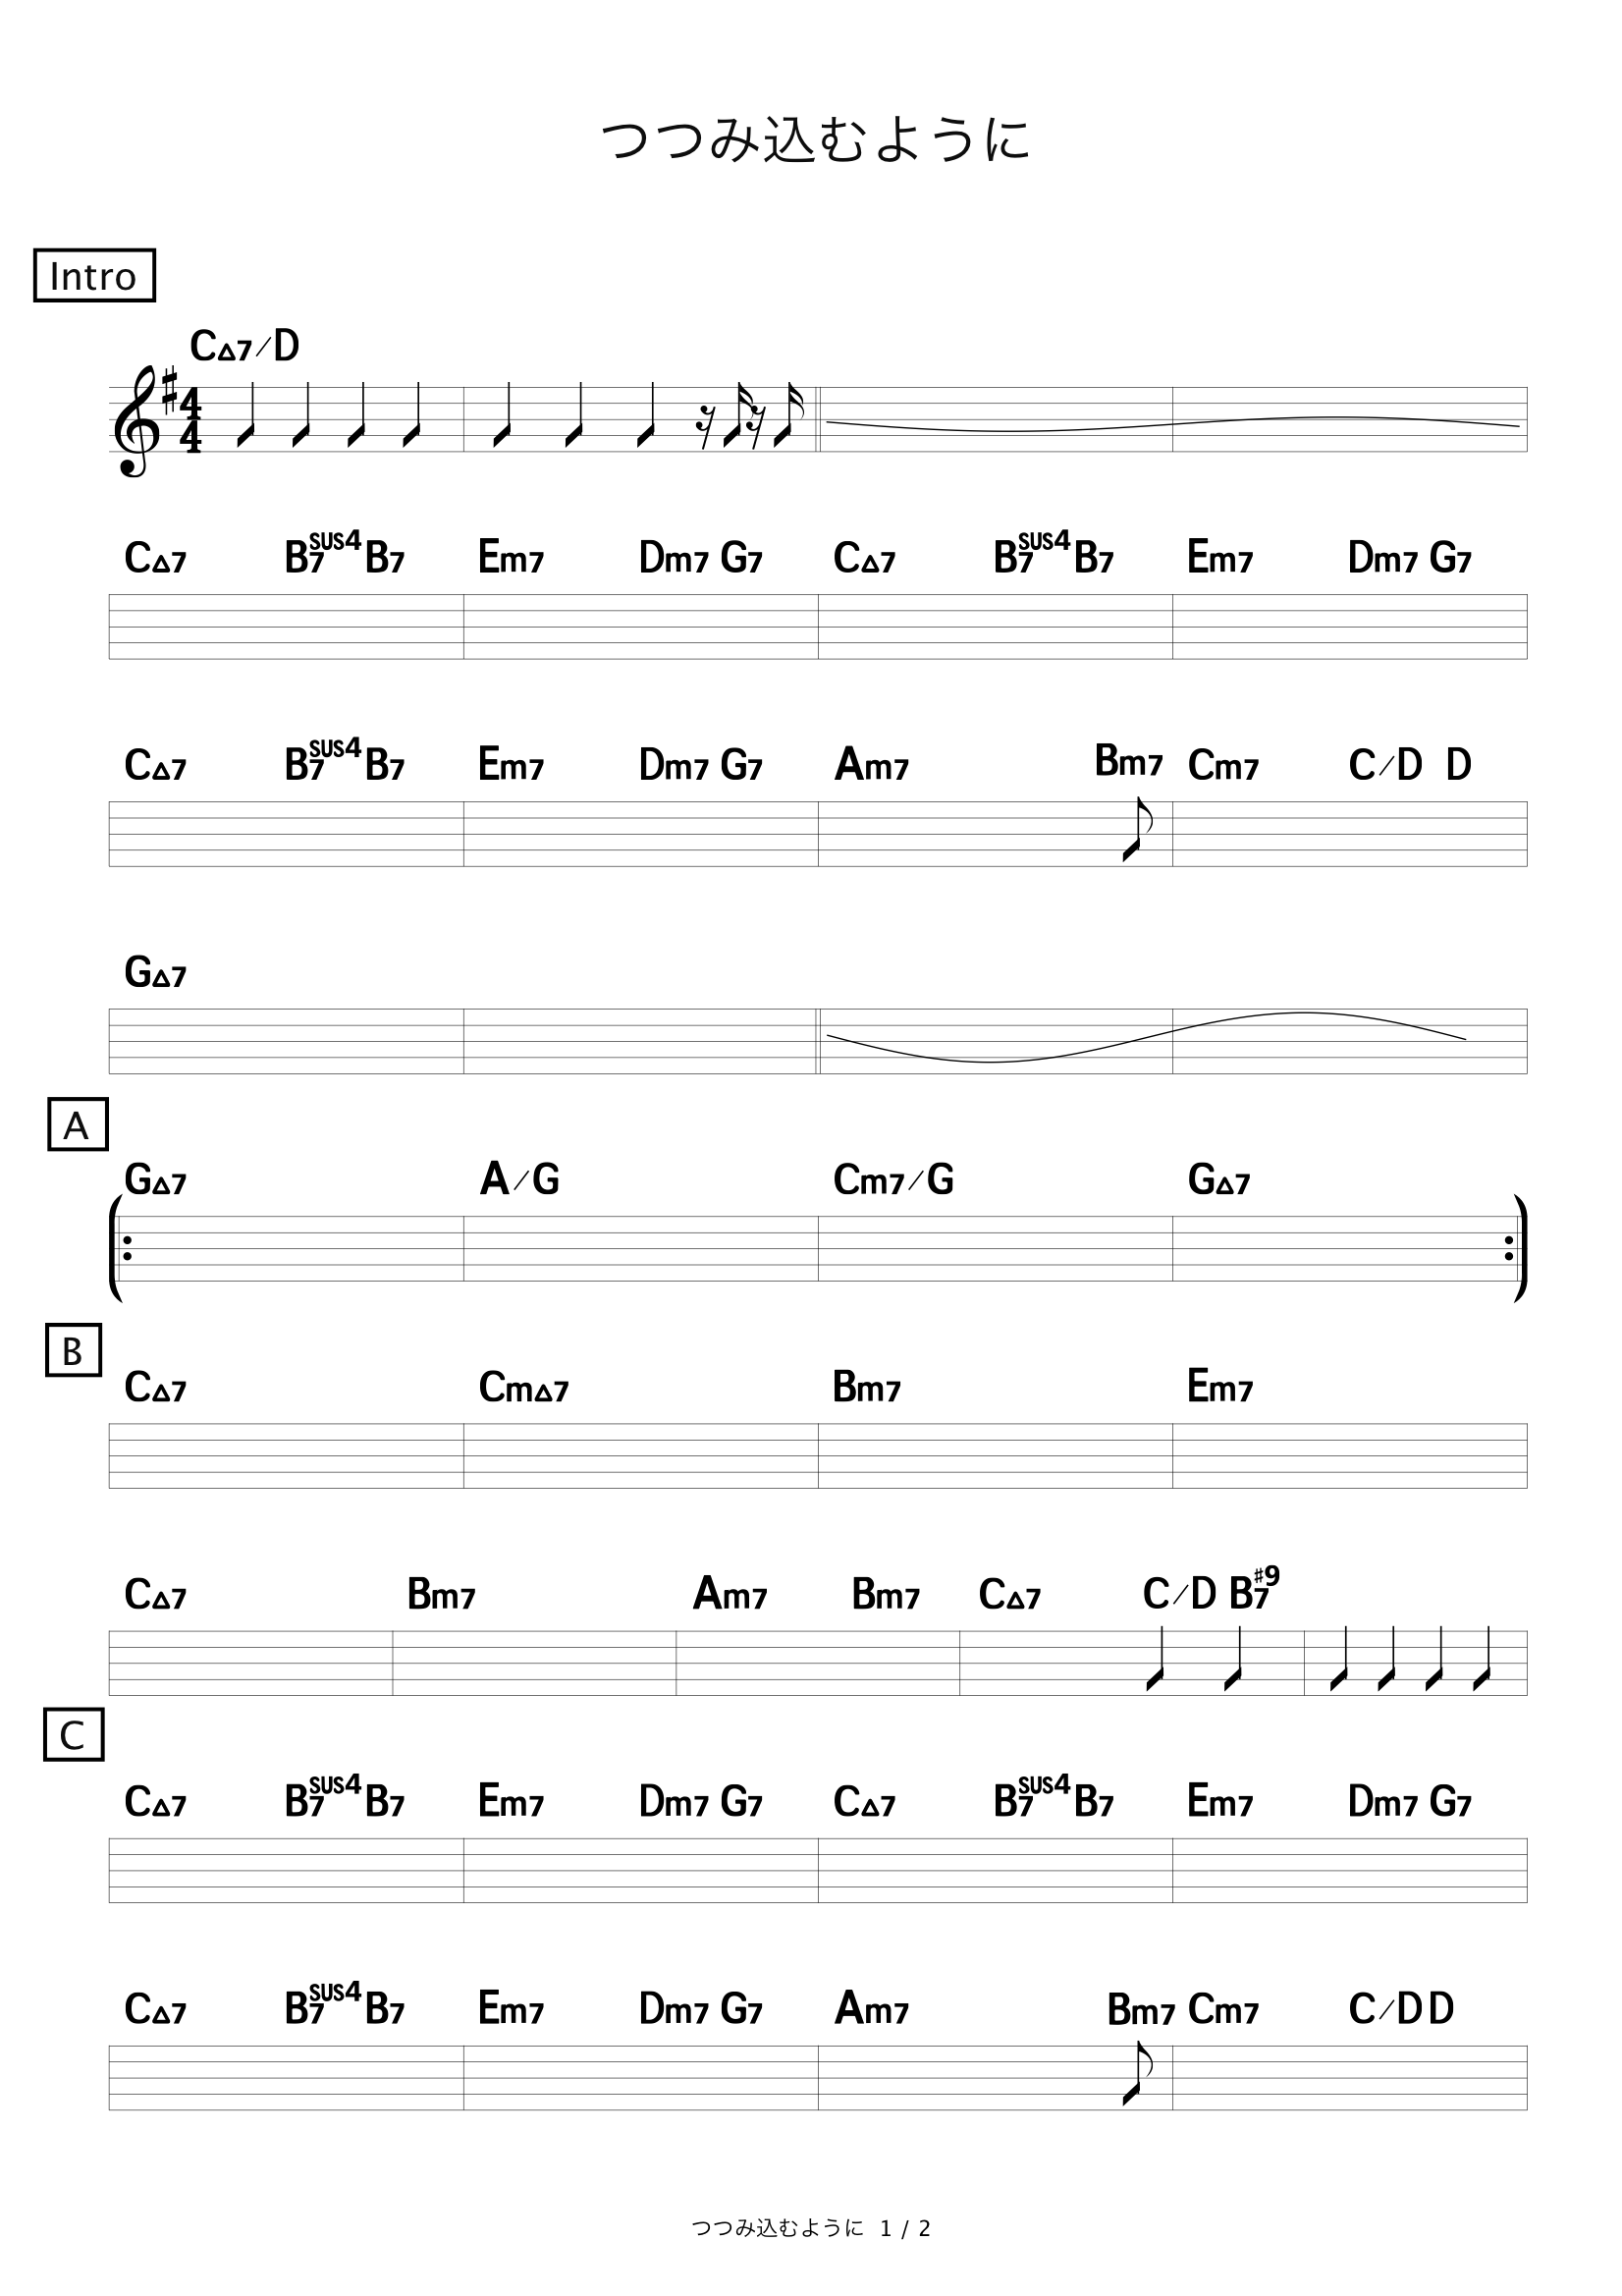 つつみ込むように
Intro
C△7/D
4
4
C△7 B7sus4 B7 Em7 Dm7 G7 C△7 B7sus4 B7 Em7 Dm7 G7
C△7 B7sus4 B7 Em7 Dm7 G7 Am7 Bm7 Cm7 C/D D
G△7
A
G△7 A/G Cm7/G G△7
B
C△7 Cm△7 Bm7 Em7
C△7 Bm7 Am7 Bm7 C△7 C/D B7♯9
C
C△7 B7sus4 B7 Em7 Dm7 G7 C△7 B7sus4 B7 Em7 Dm7 G7
C△7 B7sus4 B7 Em7 Dm7 G7 Am7 Bm7 Cm7 C/D D
つつみ込むように 1 / 2